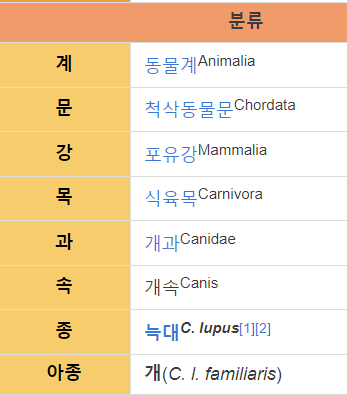 분류
계 동물계Animalia
문 척삭동물문Chordata
강 포유강Mammalia
목 식육목Carnivora
과 개과Canidae
속 개속Canis
종 늑대C. lupus[1][2]
아종 개(C. l. familiaris)